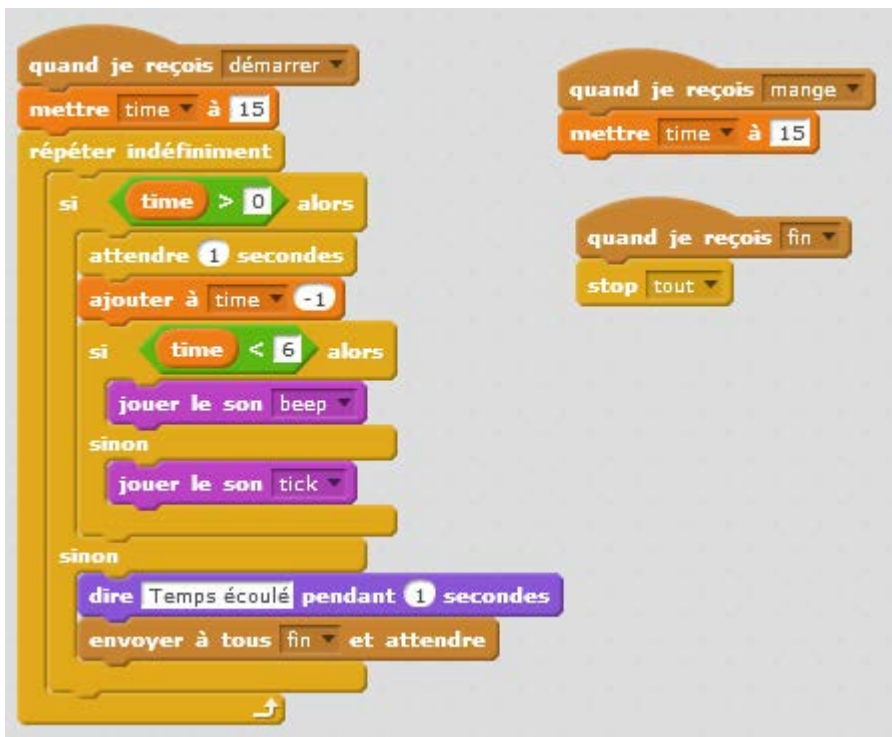 quand je reçois démarrer
mettre time à 15
répéter indéfiniment
si time > 0 alors
attendre 1 secondes
ajouter à time -1
si time < 6 alors
jouer le son beep
sinon
jouer le son tick
sinon
dire Temps écoulé pendant 1 secondes
envoyer à tous fin et attendre
quand je reçois mange
mettre time à 15
quand je reçois fin
stop tout